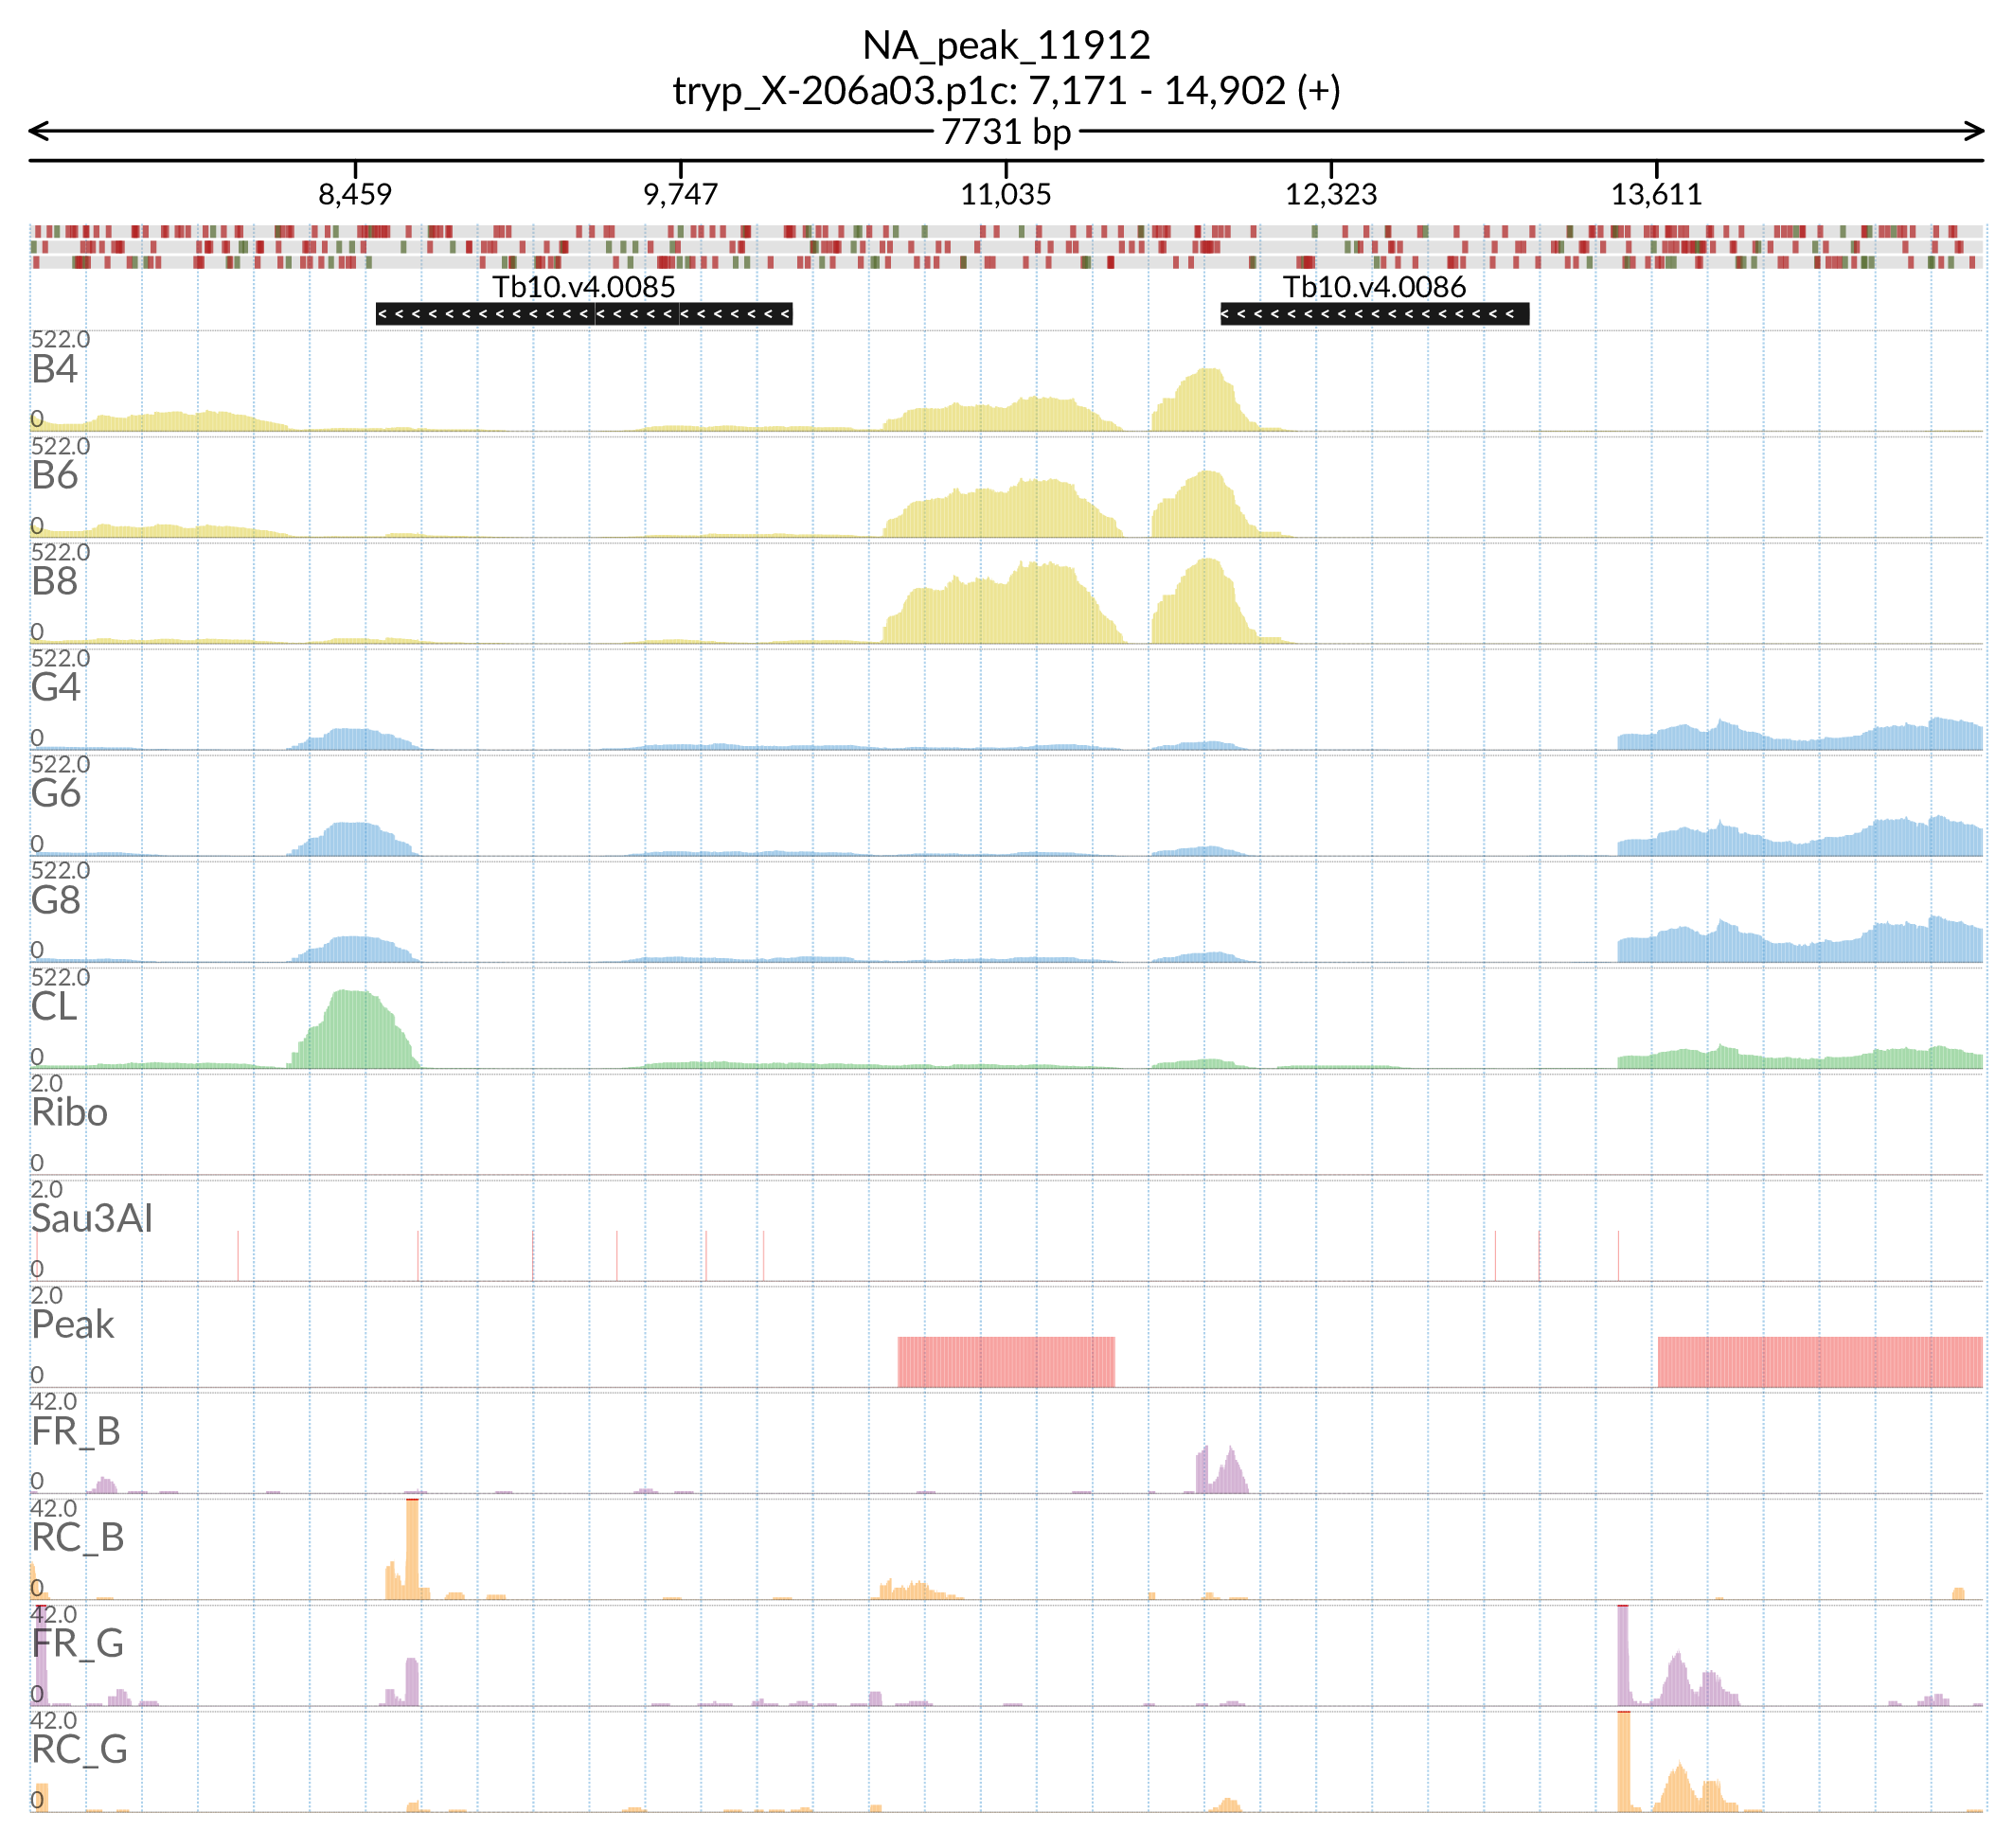 NA_peak_11912
tryp_X-206a03.p1c: 7,171 - 14,902 (+)
7731 bp
8,459 9,747 11,035 12,323 13,611
Tb10.v4.0085 Tb10.v4.0086
522.0
B4
0
522.0
B6
0
522.0
B8
0
522.0
G4
0
522.0
G6
0
522.0
G8
0
522.0
CL
0
2.0
Ribo
0
2.0
Sau3AI
0
2.0
Peak
0
42.0
FR_B
0
42.0
RC_B
0
42.0
FR_G
0
42.0
RC_G
0